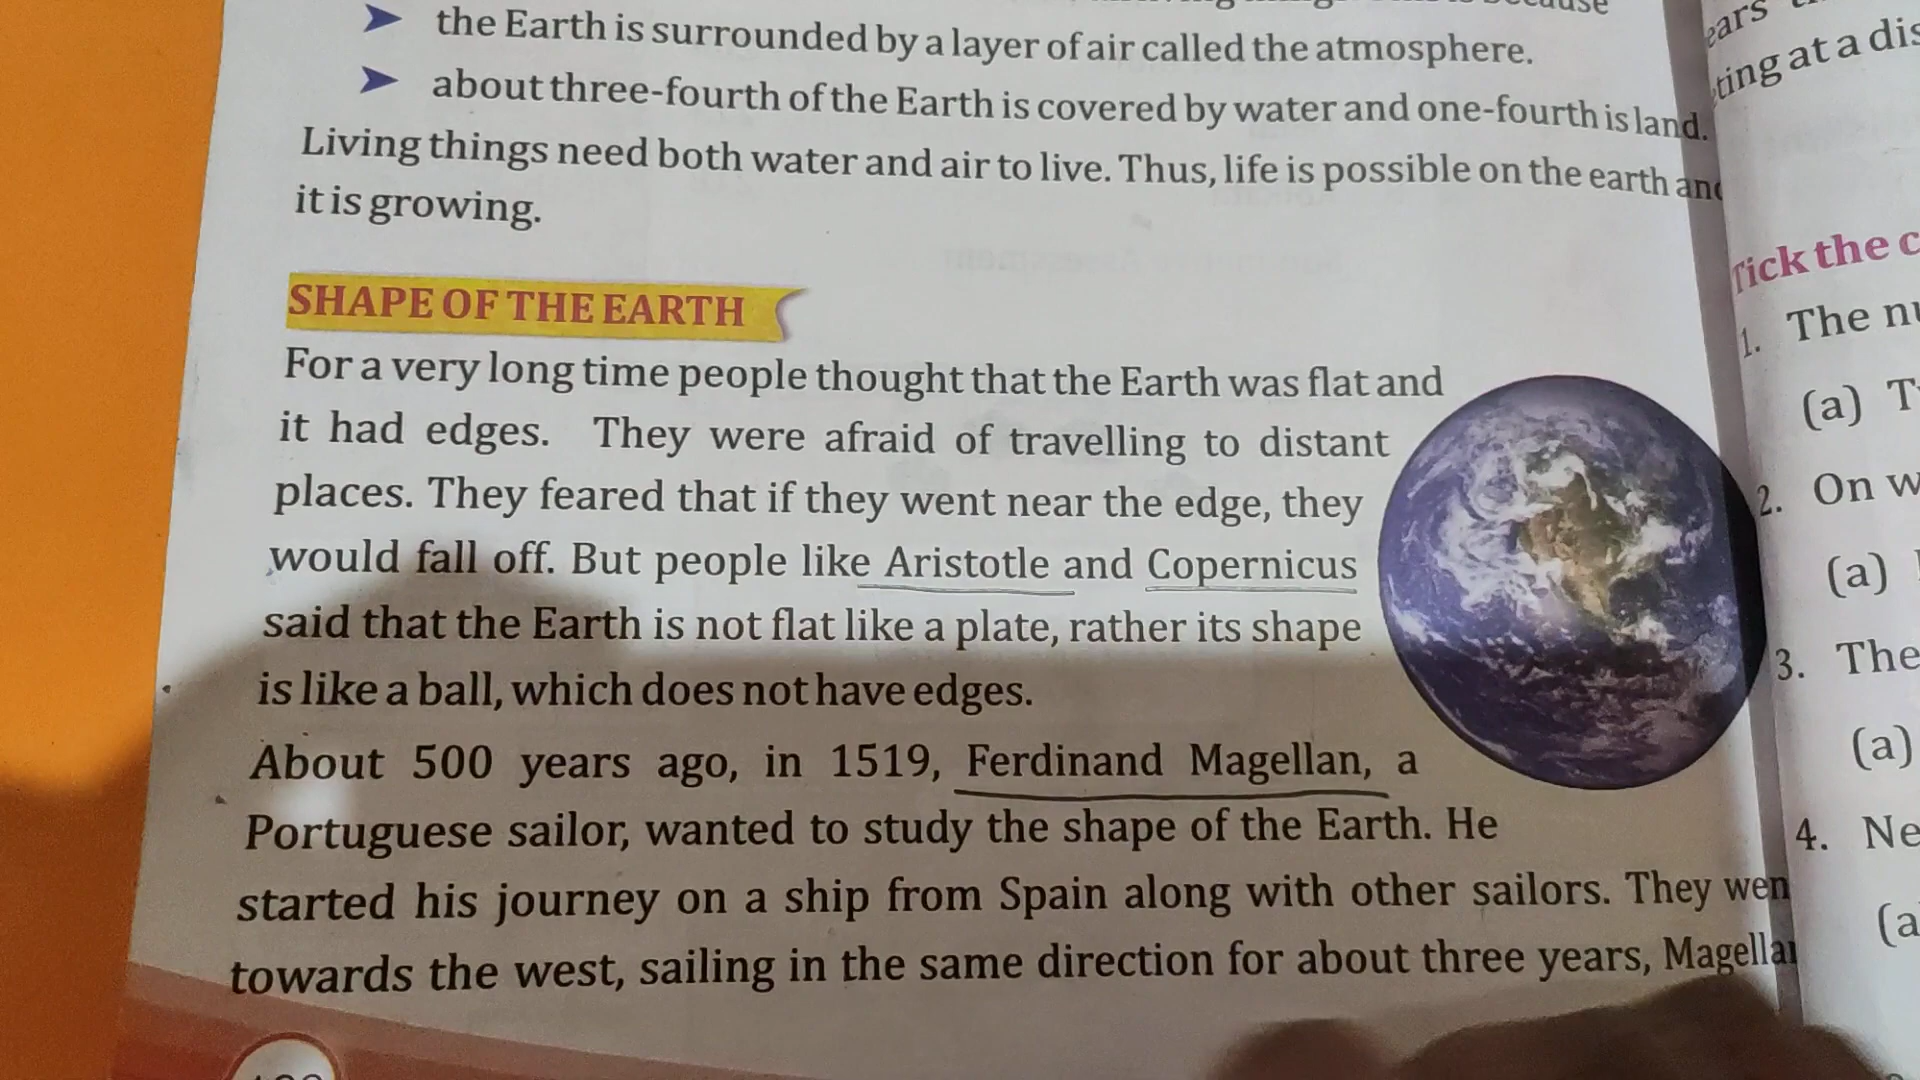 the Earth is surrounded by a layer of air called the atmosphere.
about three-fourth of the Earth is covered by water and one-fourth is land.
Living things need both water and air to live. Thus, life is possible on the earth and
it is growing.
SHAPE OF THE EARTH
For a very long time people thought that the Earth was flat and
it had edges. They were afraid of travelling to distant
places. They feared that if they went near the edge, they
would fall off. But people like Aristotle and Copernicus
said that the Earth is not flat like a plate, rather its shape
is like a ball, which does not have edges.
About 500 years ago, in 1519, Ferdinand Magellan, a
Portuguese sailor, wanted to study the shape of the Earth. He
started his journey on a ship from Spain along with other sailors. They wen
towards the west, sailing in the same direction for about three years, Magellan
ting at a dis
Tick the c
1. The nu
(a) T
2. On w
(a)
3. The
(a)
4. Ne
(a